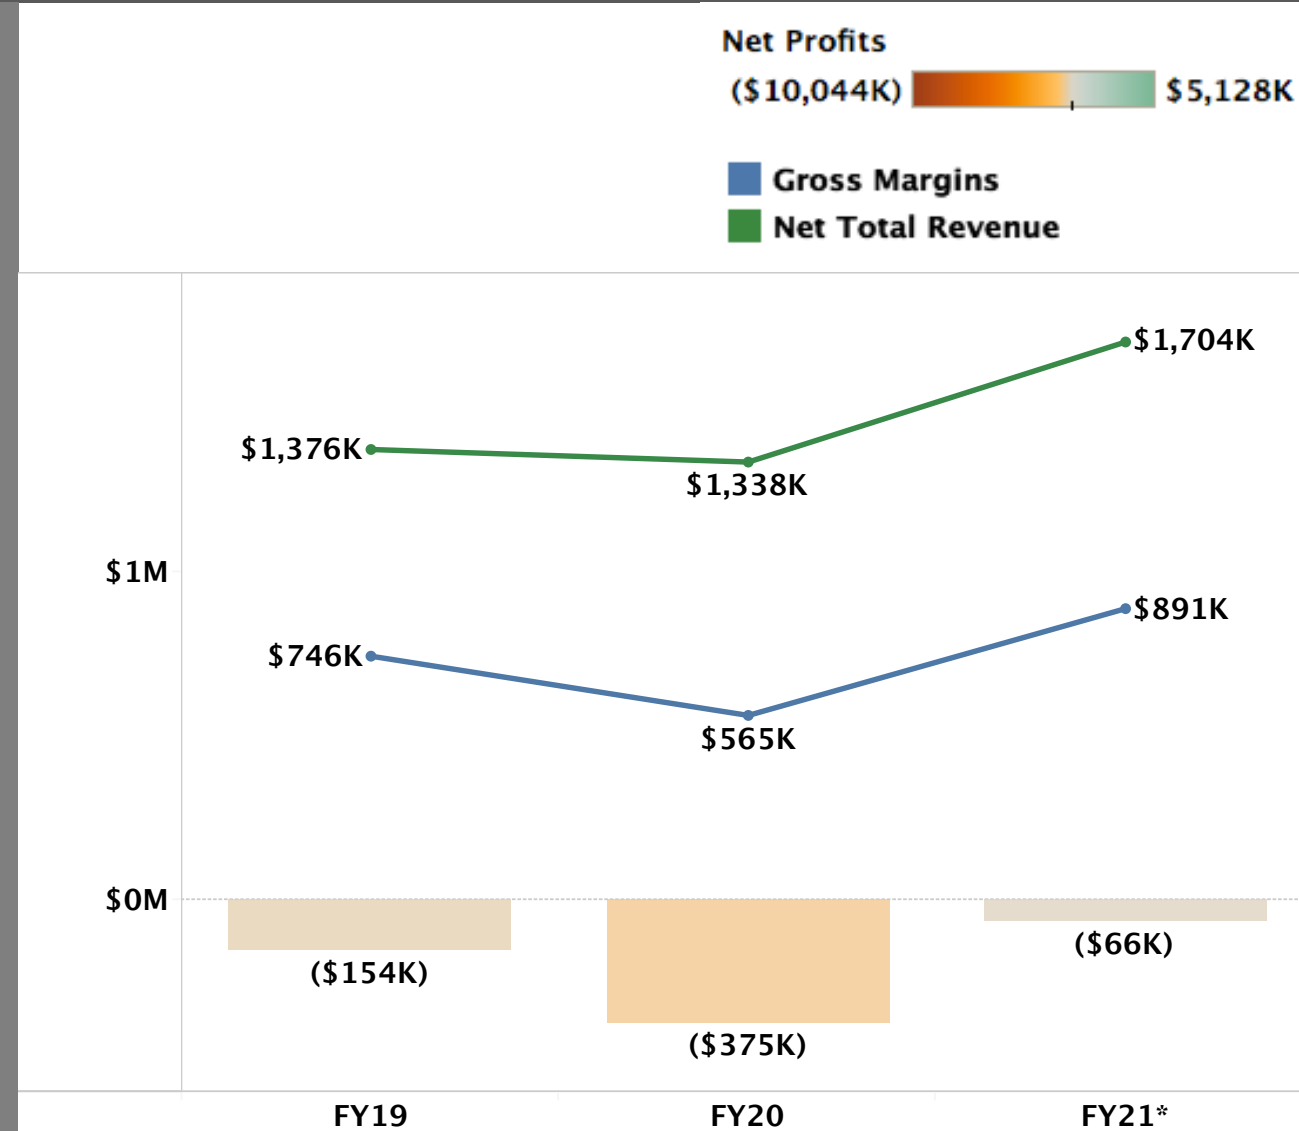 Net Profits
($10,044K) $5,128K
Gross Margins
Net Total Revenue
$1,704K
$1,376K
$1,338K
$1M
$891K
$746K
$565K
$0M
($66K)
($154K)
($375K)
FY19 FY20 FY21*